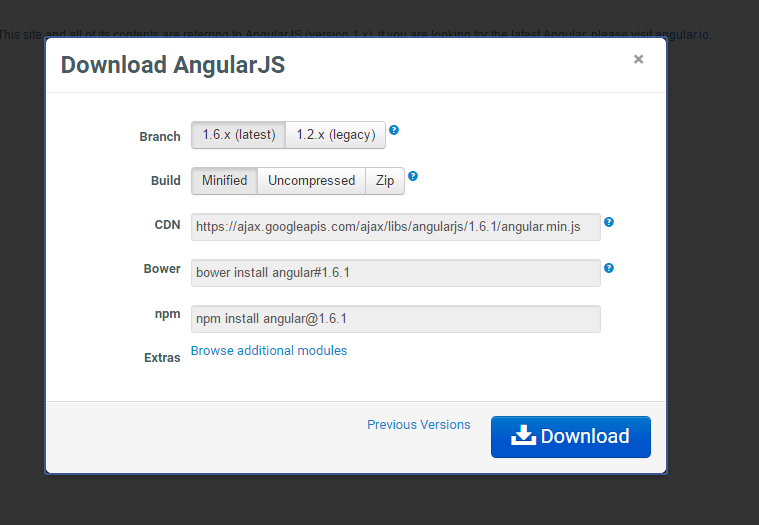 This site and all of its contents are referring to AngularJS (version 1.x), if you are looking for the latest Angular, please visit angular.io.
Download AngularJS ×
Branch 1.6.x (latest) 1.2.x (legacy) ?
Build Minified Uncompressed Zip ?
CDN https://ajax.googleapis.com/ajax/libs/angularjs/1.6.1/angular.min.js ?
Bower bower install angular#1.6.1 ?
npm npm install angular@1.6.1
Extras Browse additional modules
Previous Versions Download